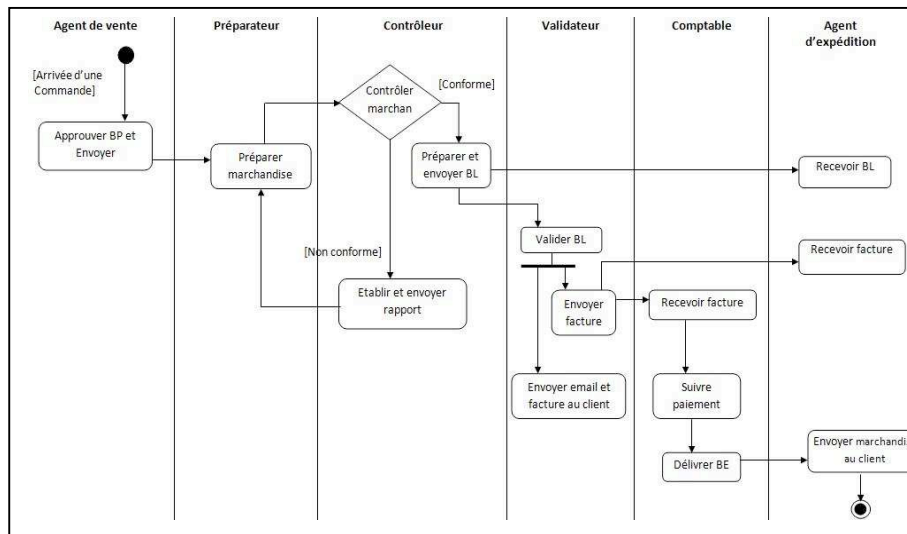 Agent de vente
Préparateur
Contrôleur
Validateur
Comptable
Agent
d'expédition
[Arrivée d'une
Commande]
Approuver BP et
Envoyer
Préparer
marchandise
Contrôler
marchan
[Conforme]
Préparer et
envoyer BL
Recevoir BL
[Non conforme]
Etablir et envoyer
rapport
Valider BL
Envoyer
facture
Recevoir facture
Recevoir facture
Envoyer email et
facture au client
Suivre
paiement
Délivrer BE
Envoyer marchandis
au client